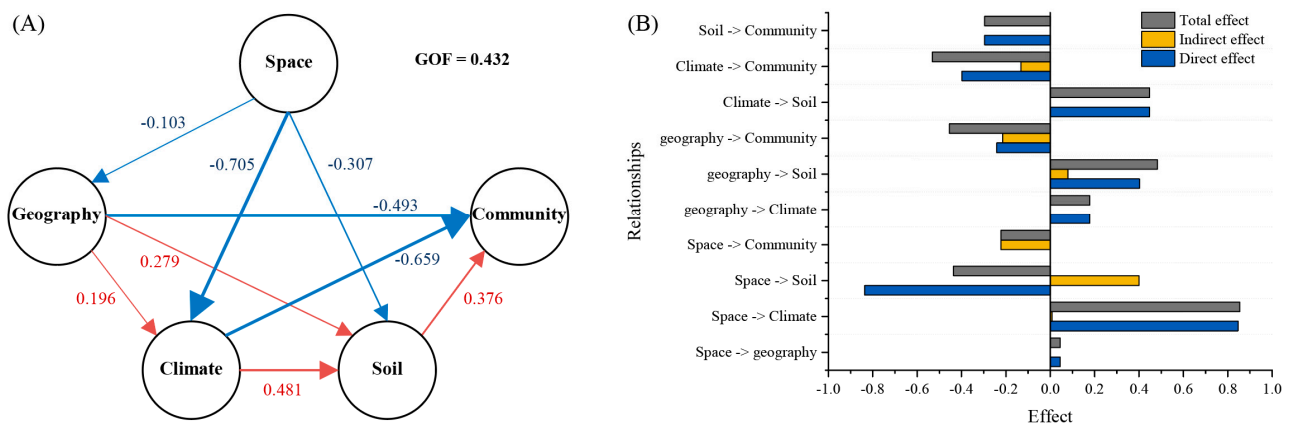 (A)
Space
GOF = 0.432
-0.103
-0.705
-0.307
Geography
-0.493
Community
0.279
-0.659
0.196
0.376
Climate
Soil
0.481
(B)
Total effect
Indirect effect
Direct effect
Relationships
Soil -> Community
Climate -> Community
Climate -> Soil
geography -> Community
geography -> Soil
geography -> Climate
Space -> Community
Space -> Soil
Space -> Climate
Space -> geography
-1.0 -0.8 -0.6 -0.4 -0.2 0.0 0.2 0.4 0.6 0.8 1.0
Effect